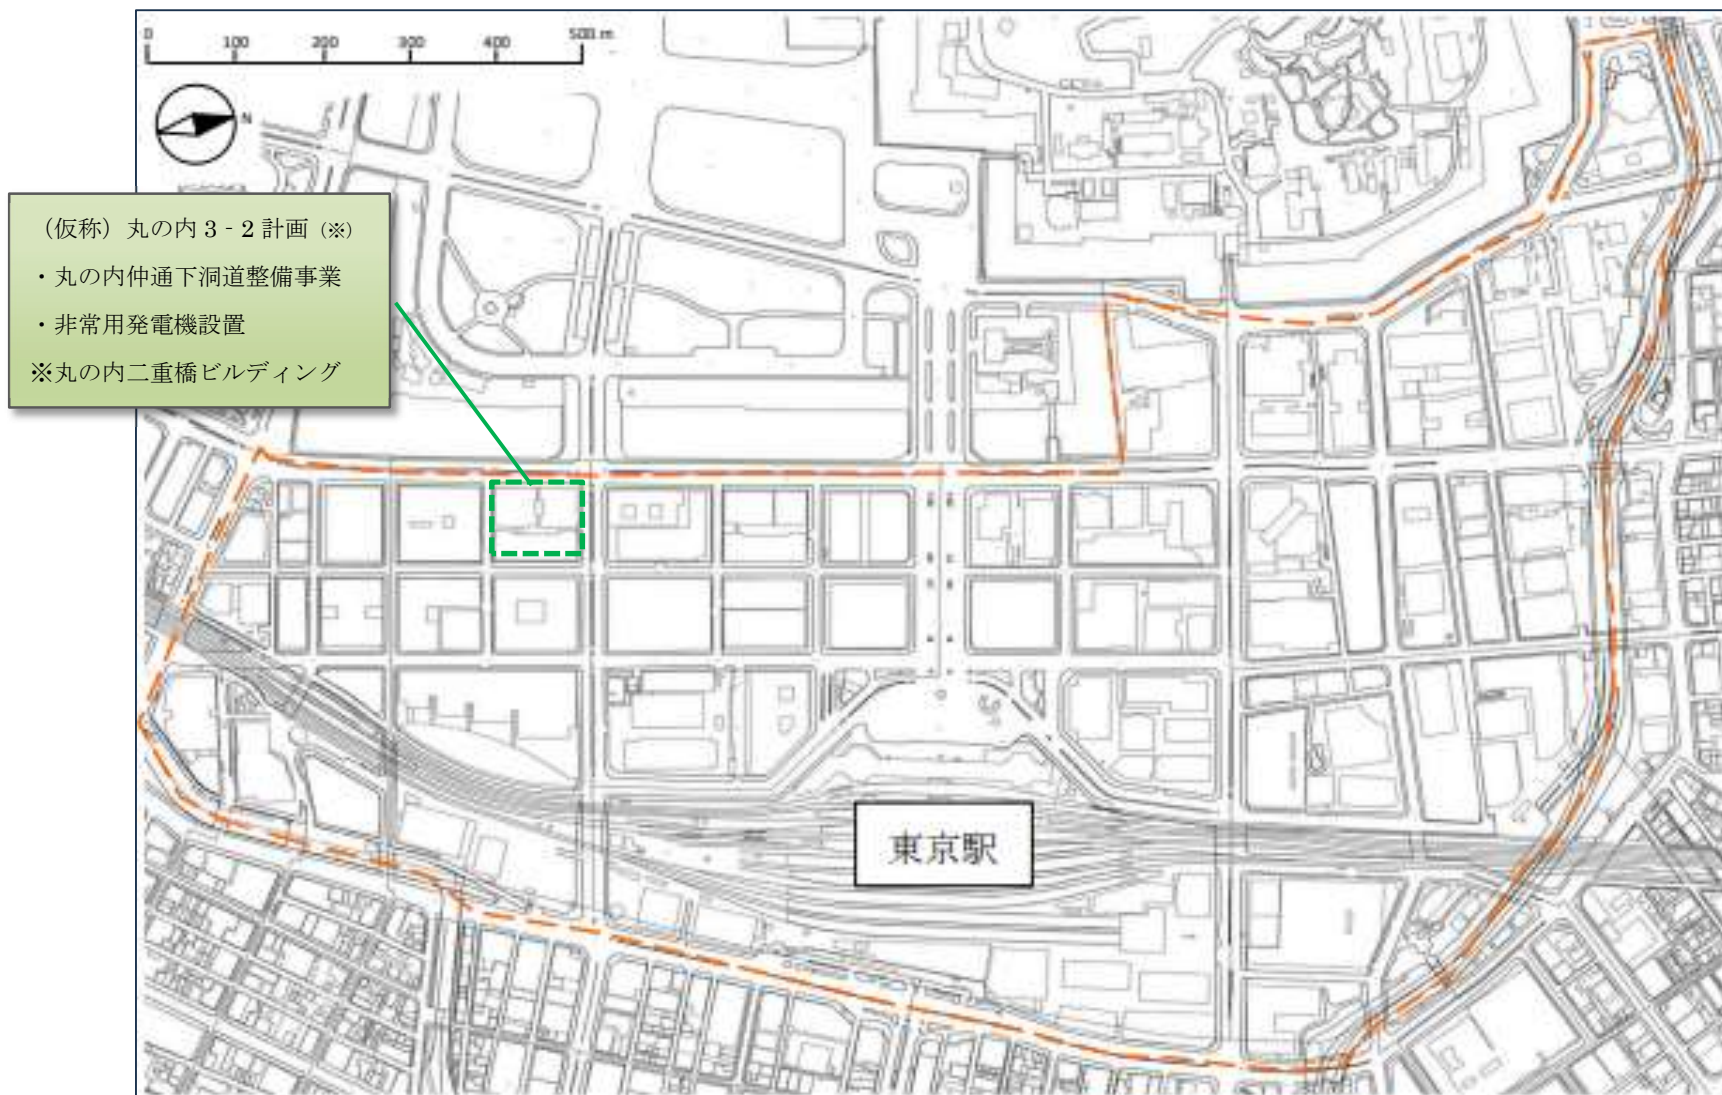 0 100 200 300 400 500 m
N
（仮称）丸の内 3 - 2 計画（※）
・丸の内仲通下洞道整備事業
・非常用発電機設置
※丸の内二重橋ビルディング
東京駅